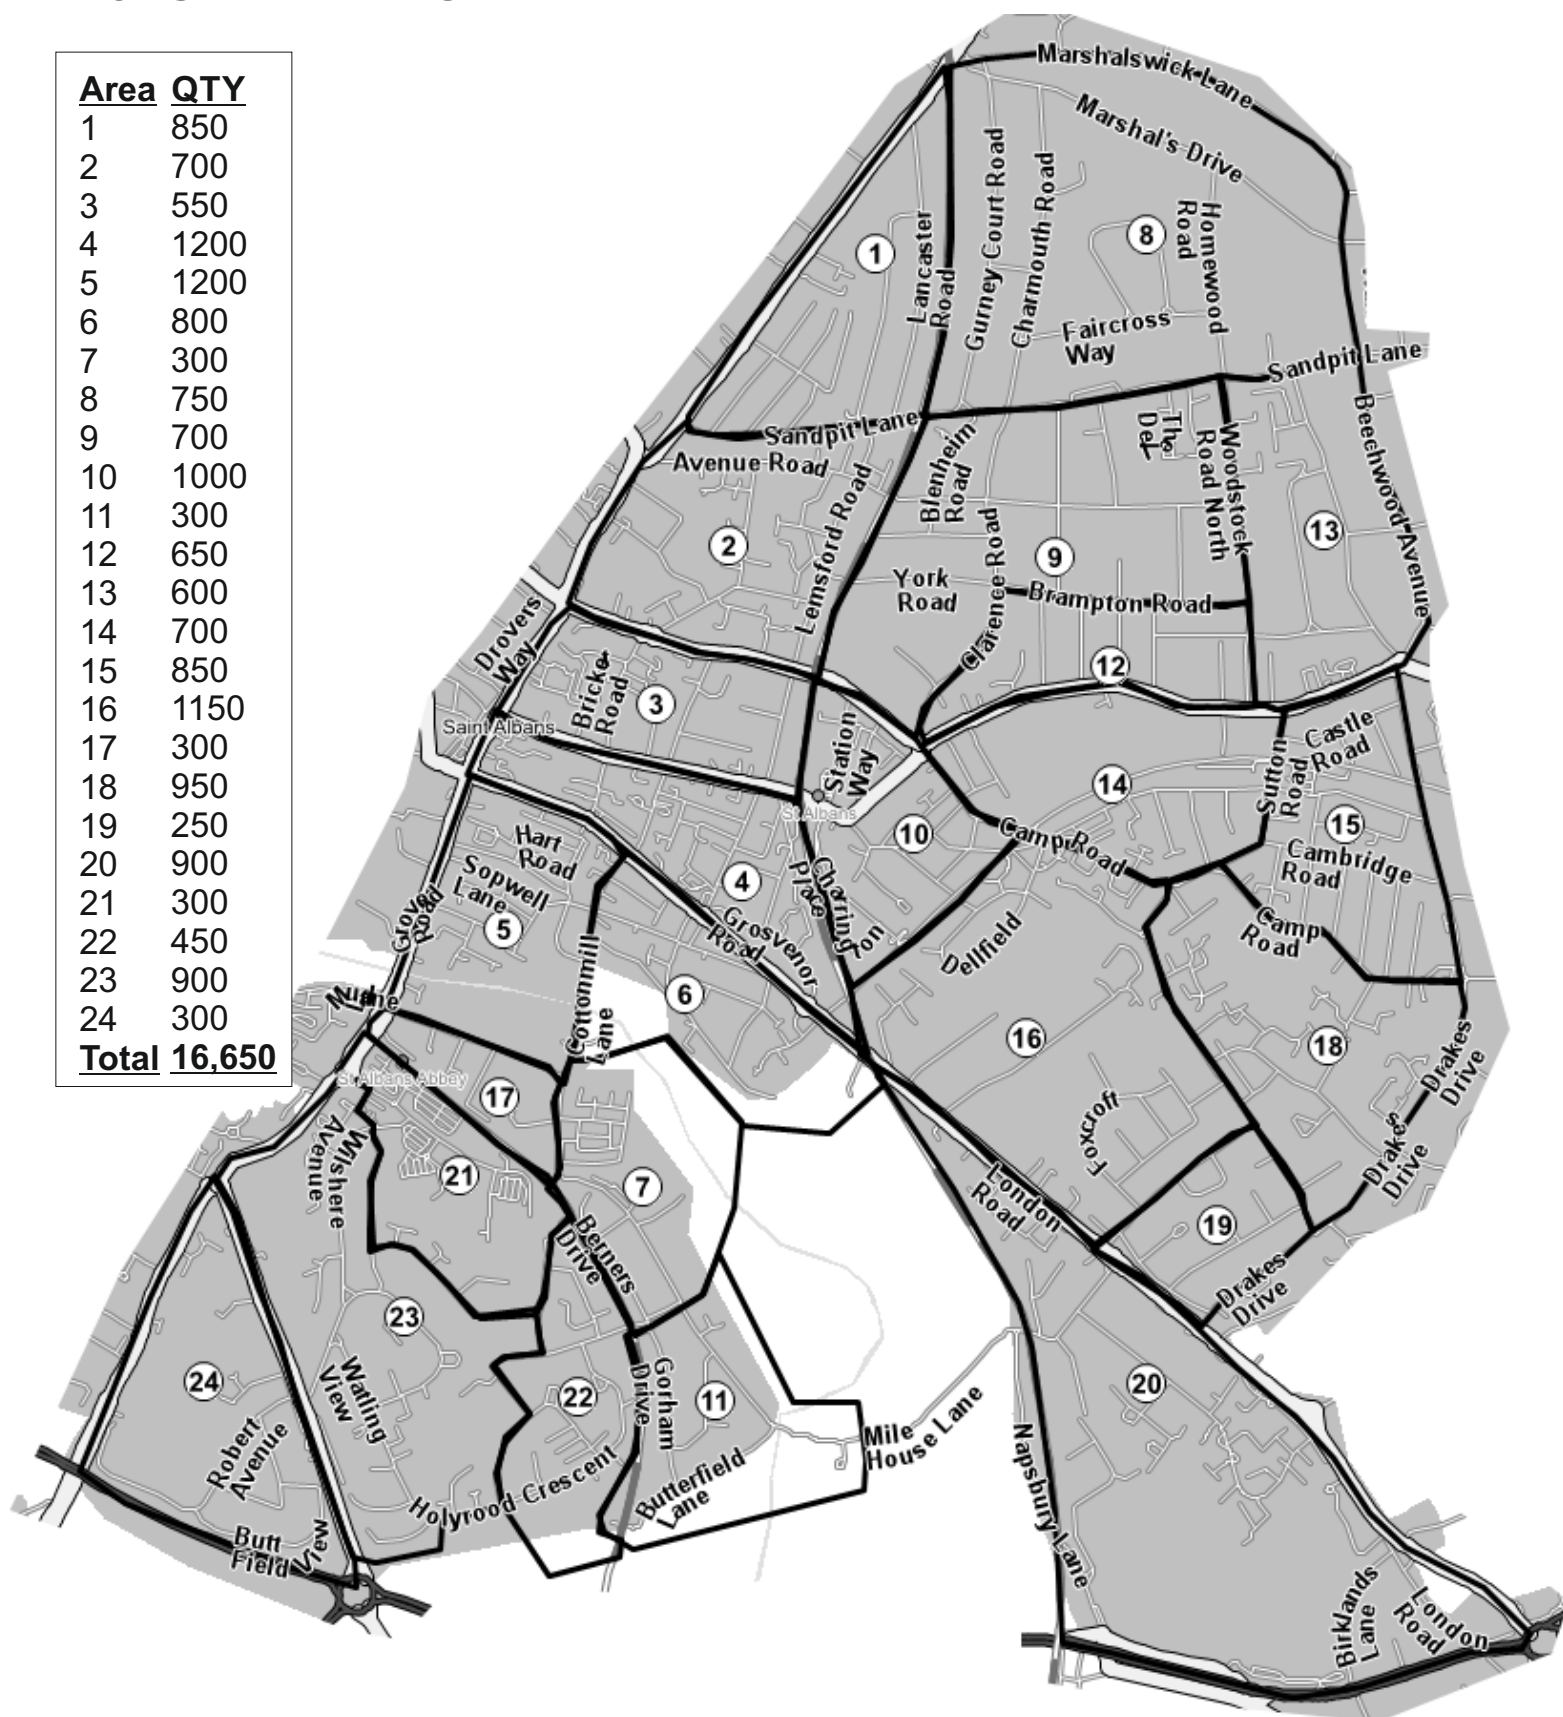 Area QTY
1 850
2 700
3 550
4 1200
5 1200
6 800
7 300
8 750
9 700
10 1000
11 300
12 650
13 600
14 700
15 850
16 1150
17 300
18 950
19 250
20 900
21 300
22 450
23 900
24 300
Total 16,650
Marshalswick Lane
Marshal's Drive
Lancaster
Road
Gurney Court Road
Charmouth Road
Homewood
Road
1
8
Faircross
Way
Sandpit Lane
Sandpit Lane
Avenue Road
Blenheim
Road
The
Dell
Woodstock
Road North
Beechwood Avenue
Lemsford Road
2
9
13
York
Road
Clarence Road
Brampton Road
Drovers
Way
Bricket
Road
3
12
Saint Albans
Station
Way
St Albans
Sutton
Road
Castle
Road
14
10
15
Camp Road
Cambridge
Road
Hart
Road
Sopwell
Lane
4
5
Charring
Place
ton
Grosvenor
Road
Grove
Road
Dellfield
Camp
Road
Cottonmill
Lane
6
16
18
Drakes
Drive
St Albans Abbey
17
Foxcroft
Drakes
Drive
Wilshere
Avenue
21
7
London
Road
19
Berners
Drive
Drakes
Drive
23
24
Watling
View
22
Gorham
Drive
11
20
Mile
House Lane
Robert
Avenue
Holyrood Crescent
Butterfield
Lane
Napsbury Lane
Butt
Field View
Birklands
Lane
London
Road